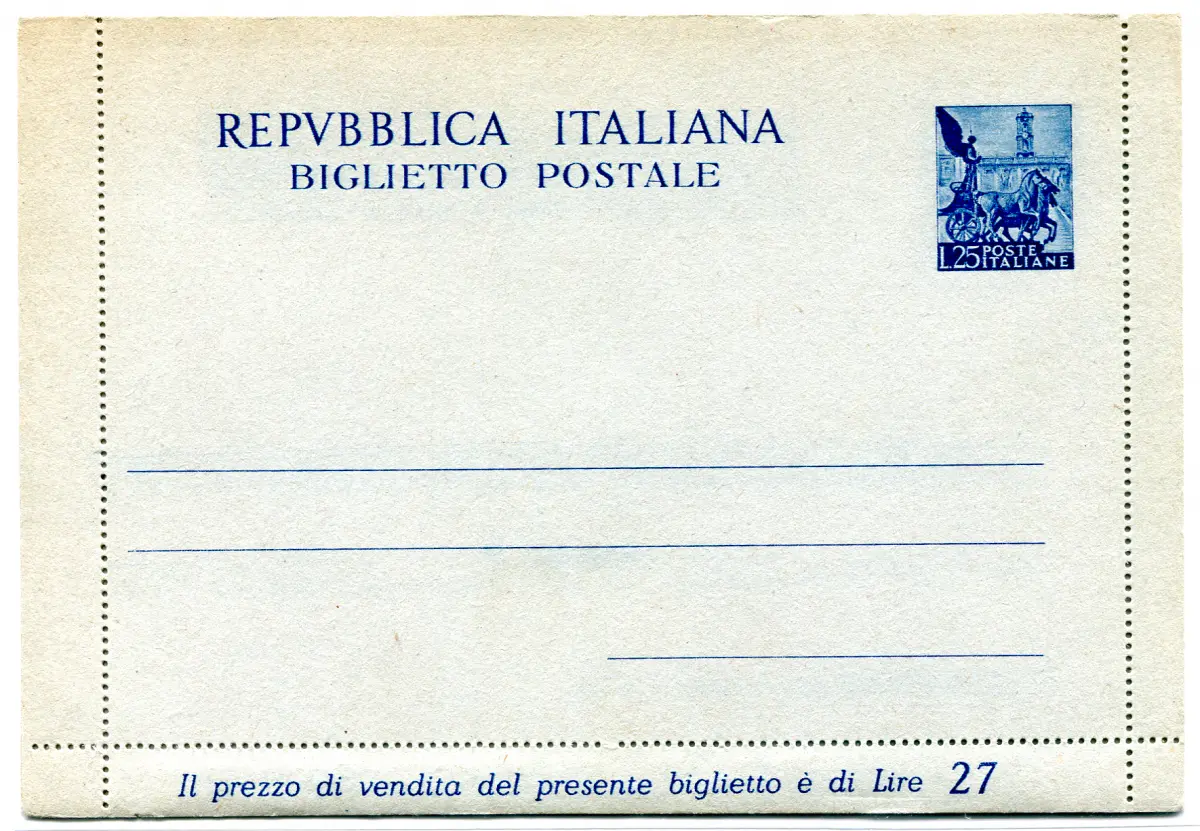 REPVBBLICA ITALIANA
BIGLIETTO POSTALE
L.25 POSTE
ITALIANE
Il prezzo di vendita del presente biglietto è di Lire 27